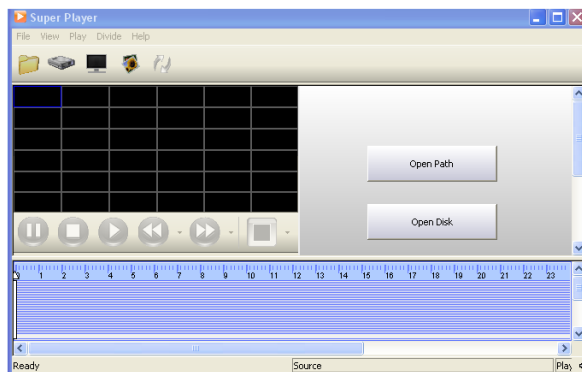 Super Player
File View Play Divide Help
Open Path
Open Disk
0 1 2 3 4 5 6 7 8 9 10 11 12 13 14 15 16 17 18 19 20 21 22 23
Ready Source Play